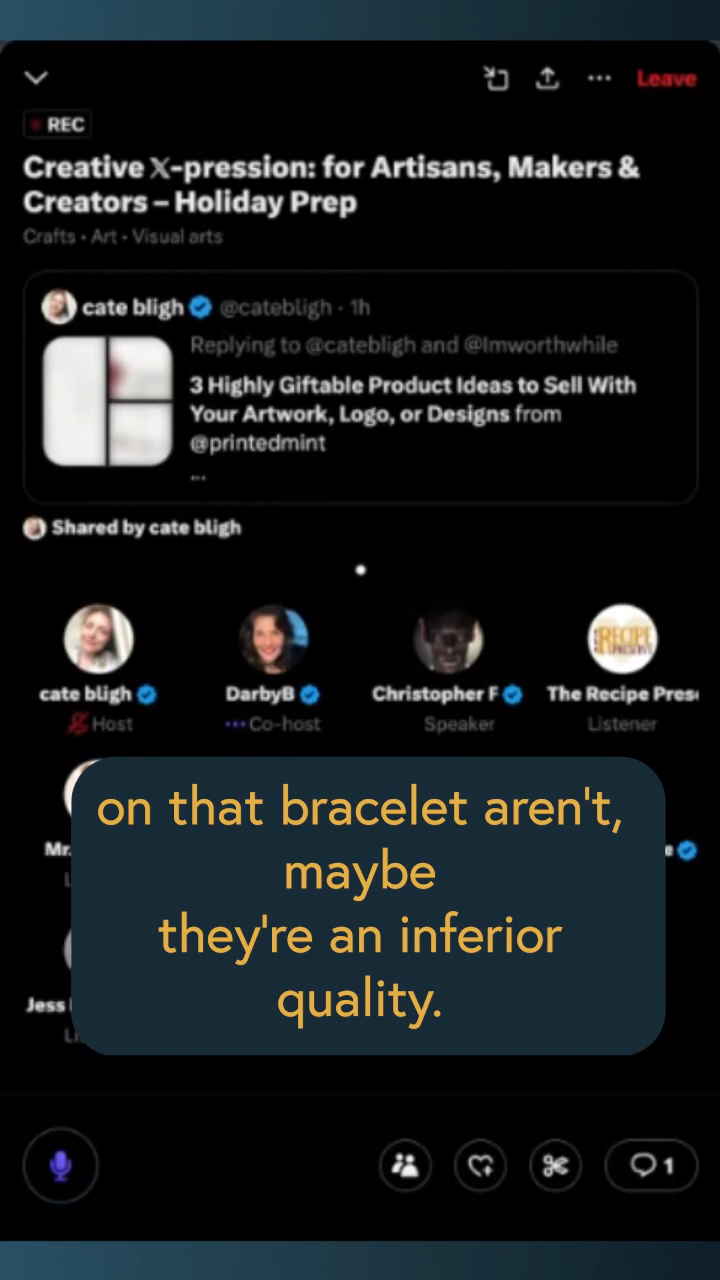 Leave
REC
Creative X-pression: for Artisans, Makers &
Creators – Holiday Prep
Crafts • Art • Visual arts
cate bligh @catebligh · 1h
Replying to @catebligh and @Imworthwhile
3 Highly Giftable Product Ideas to Sell With
Your Artwork, Logo, or Designs from
@printedmint
...
Shared by cate bligh
RECIPE
cate bligh DarbyB Christopher F The Recipe Pres
Host Co-host Speaker Listener
on that bracelet aren't,
maybe
they're an inferior
quality.
Mr.
Jess
1